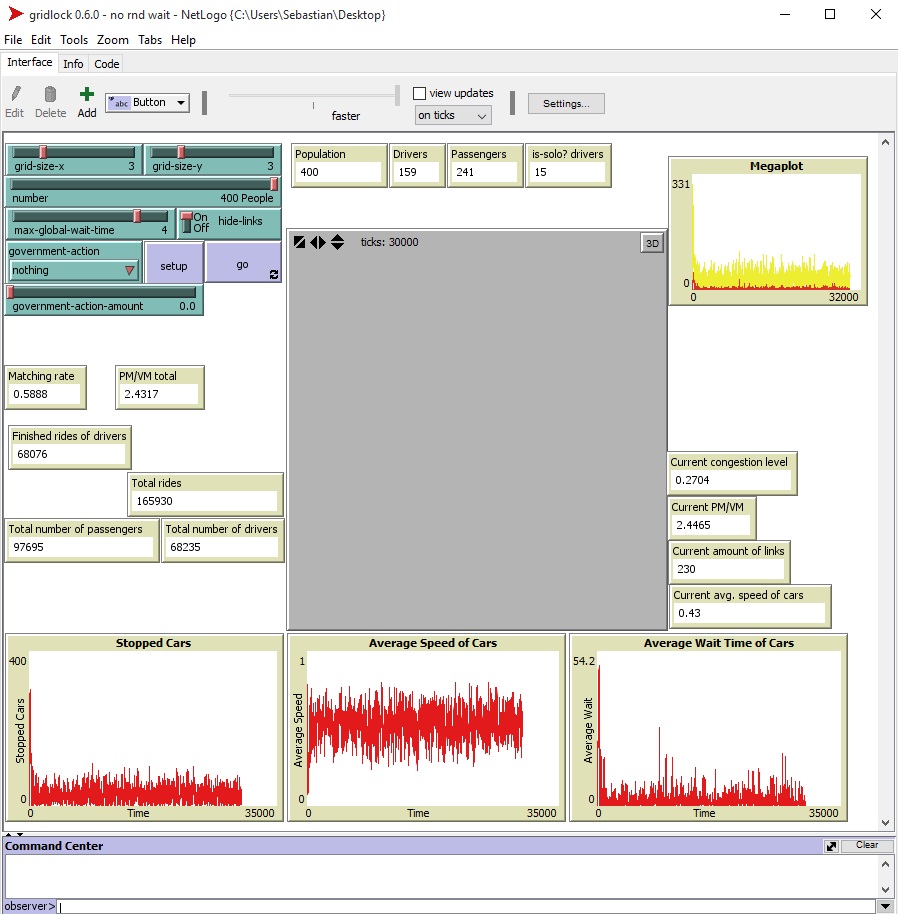 gridlock 0.6.0 - no rnd wait - NetLogo {C:\Users\Sebastian\Desktop}
File Edit Tools Zoom Tabs Help
Interface Info Code
Edit Delete Add abc Button faster view updates on ticks Settings...
grid-size-x 3 grid-size-y 3
number 400 People
max-global-wait-time 4 On Off hide-links
government-action nothing setup go
government-action-amount 0.0
Population Drivers Passengers is-solo? drivers
400 159 241 15
ticks: 30000 3D
Megaplot
331
0
0 32000
Matching rate PM/VM total
0.5888 2.4317
Finished rides of drivers
68076
Total rides
165930
Total number of passengers Total number of drivers
97695 68235
Current congestion level
0.2704
Current PM/VM
2.4465
Current amount of links
230
Current avg. speed of cars
0.43
Stopped Cars
400
Stopped Cars
0
0 Time 35000
Average Speed of Cars
1
Average Speed
0
0 Time 35000
Average Wait Time of Cars
54.2
Average Wait
0
0 Time 35000
Command Center Clear
observer>